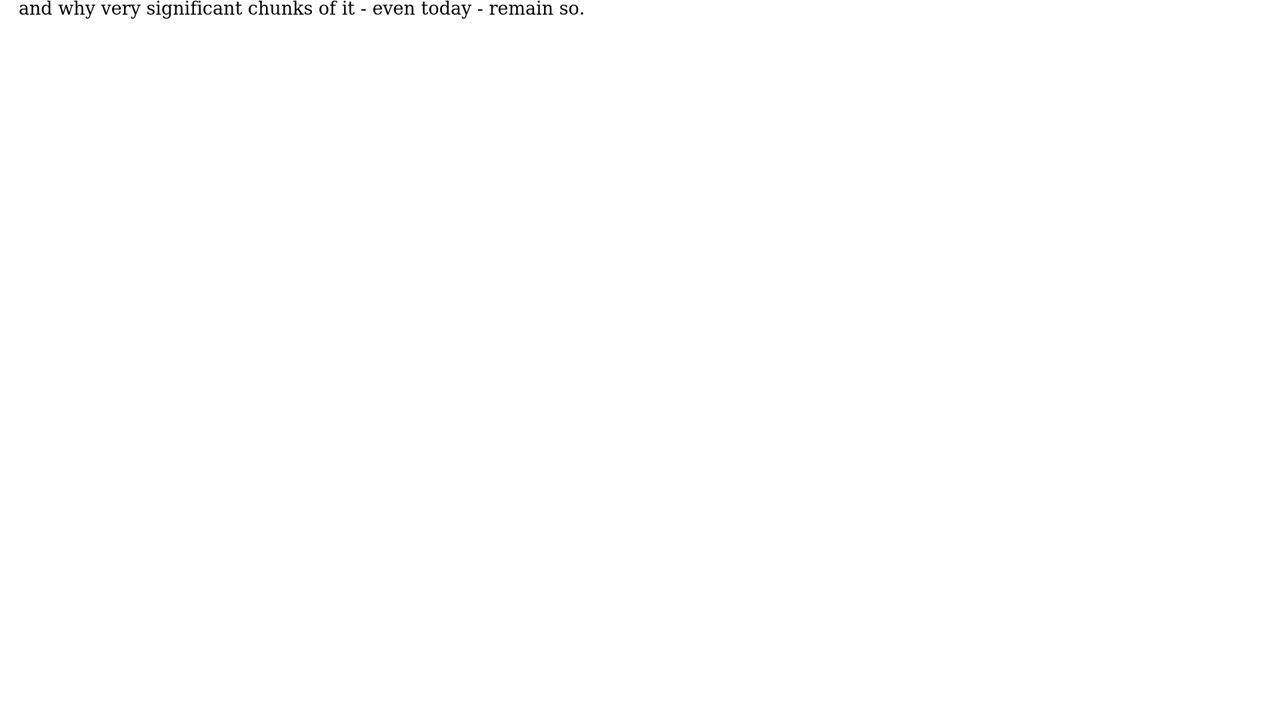 and why very significant chunks of it - even today - remain so.